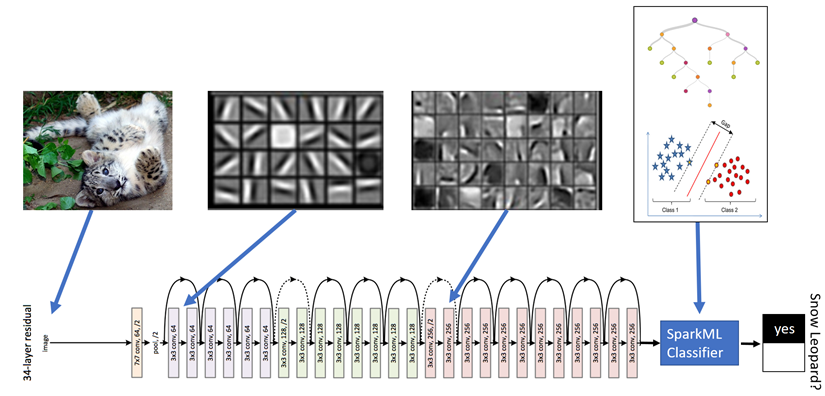 Gap
Class 1
Class 2
34-layer residual
image
7x7 conv, 64, /2
pool, /2
3x3 conv, 64
3x3 conv, 64
3x3 conv, 64
3x3 conv, 64
3x3 conv, 64
3x3 conv, 64
3x3 conv, 128, /2
3x3 conv, 128
3x3 conv, 128
3x3 conv, 128
3x3 conv, 128
3x3 conv, 128
3x3 conv, 128
3x3 conv, 128
3x3 conv, 256, /2
3x3 conv, 256
3x3 conv, 256
3x3 conv, 256
3x3 conv, 256
3x3 conv, 256
3x3 conv, 256
3x3 conv, 256
3x3 conv, 256
3x3 conv, 256
3x3 conv, 256
3x3 conv, 256
SparkML
Classifier
yes
Snow Leopard?